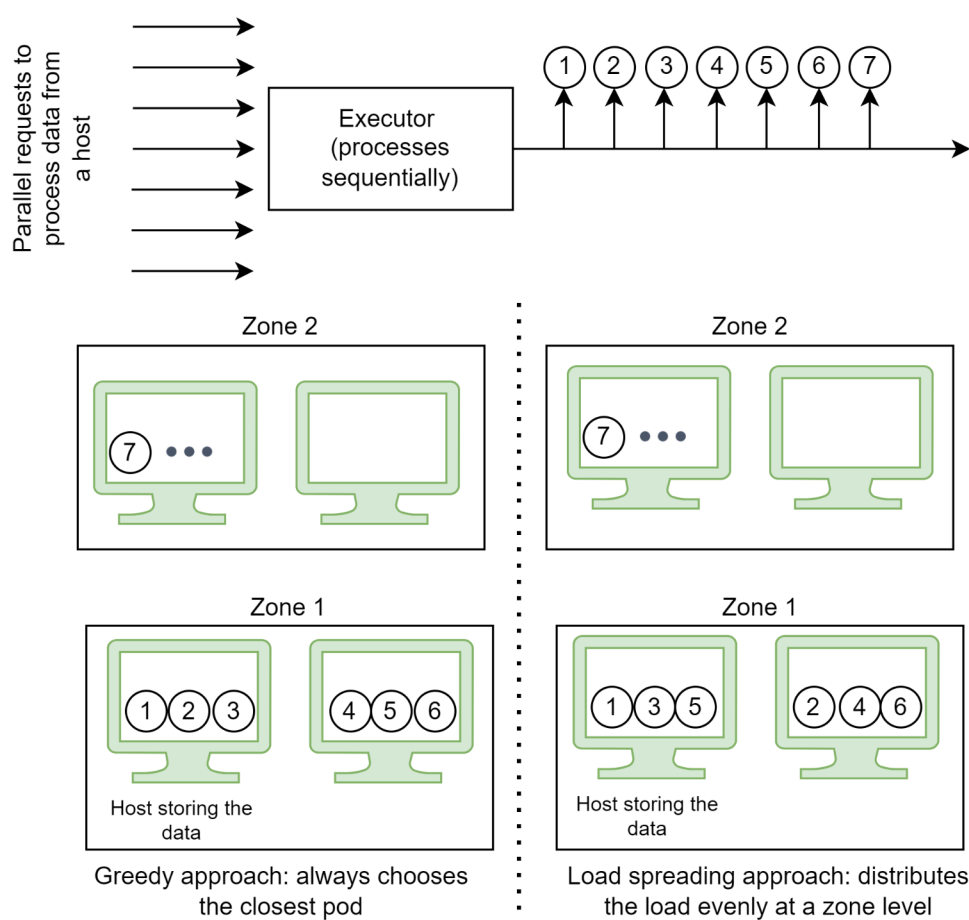 Parallel requests to
process data from
a host
Executor
(processes
sequentially)
1 2 3 4 5 6 7
Zone 2
7
Zone 1
1 2 3 4 5 6
Host storing the
data
Greedy approach: always chooses
the closest pod
Zone 2
7
Zone 1
1 3 5 2 4 6
Host storing the
data
Load spreading approach: distributes
the load evenly at a zone level